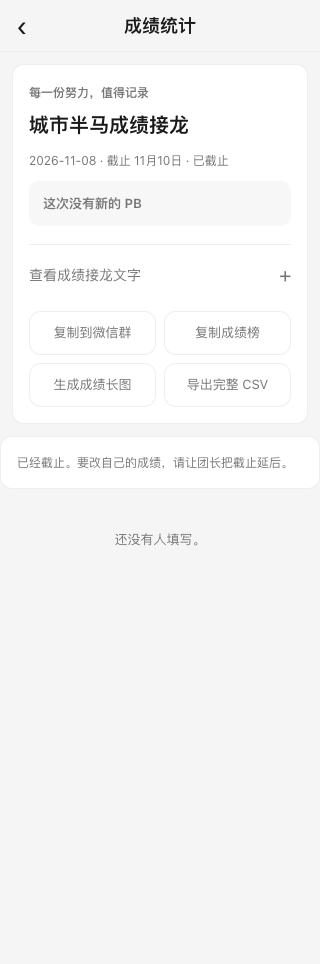 成绩统计
每一份努力，值得记录
城市半马成绩接龙
2026-11-08 · 截止 11月10日 · 已截止
这次没有新的 PB
查看成绩接龙文字
复制到微信群
复制成绩榜
生成成绩长图
导出完整 CSV
已经截止。要改自己的成绩，请让团长把截止延后。
还没有人填写。